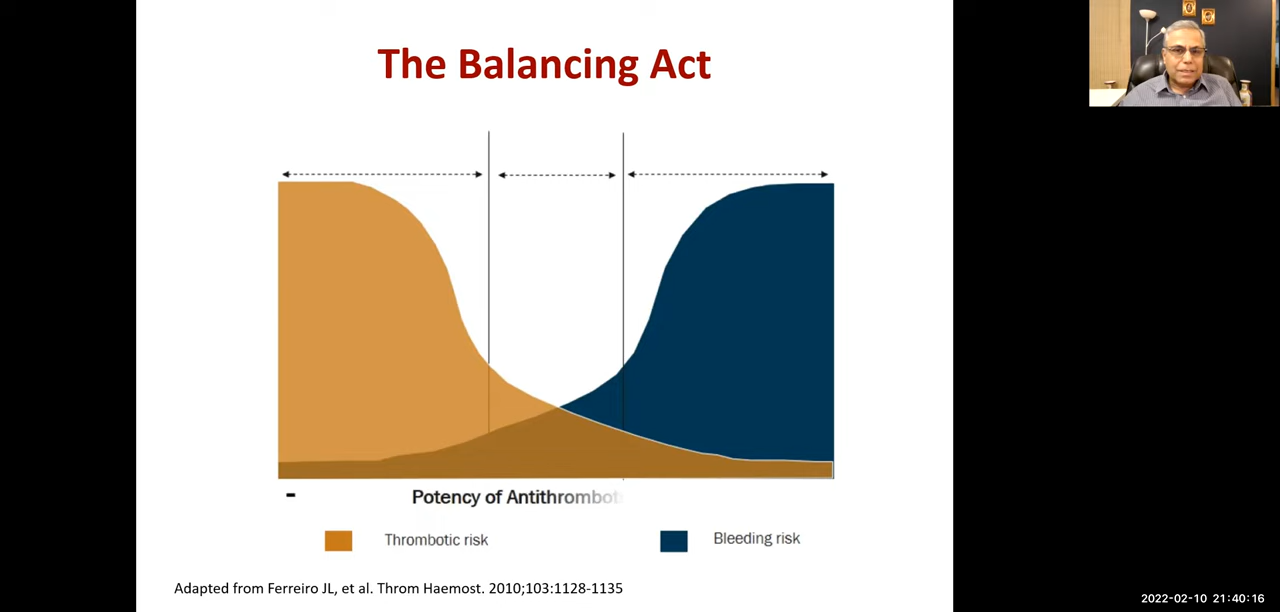 The Balancing Act
-
Potency of Antithrombot
Thrombotic risk
Bleeding risk
Adapted from Ferreiro JL, et al. Throm Haemost. 2010;103:1128-1135
2022-02-10 21:40:16